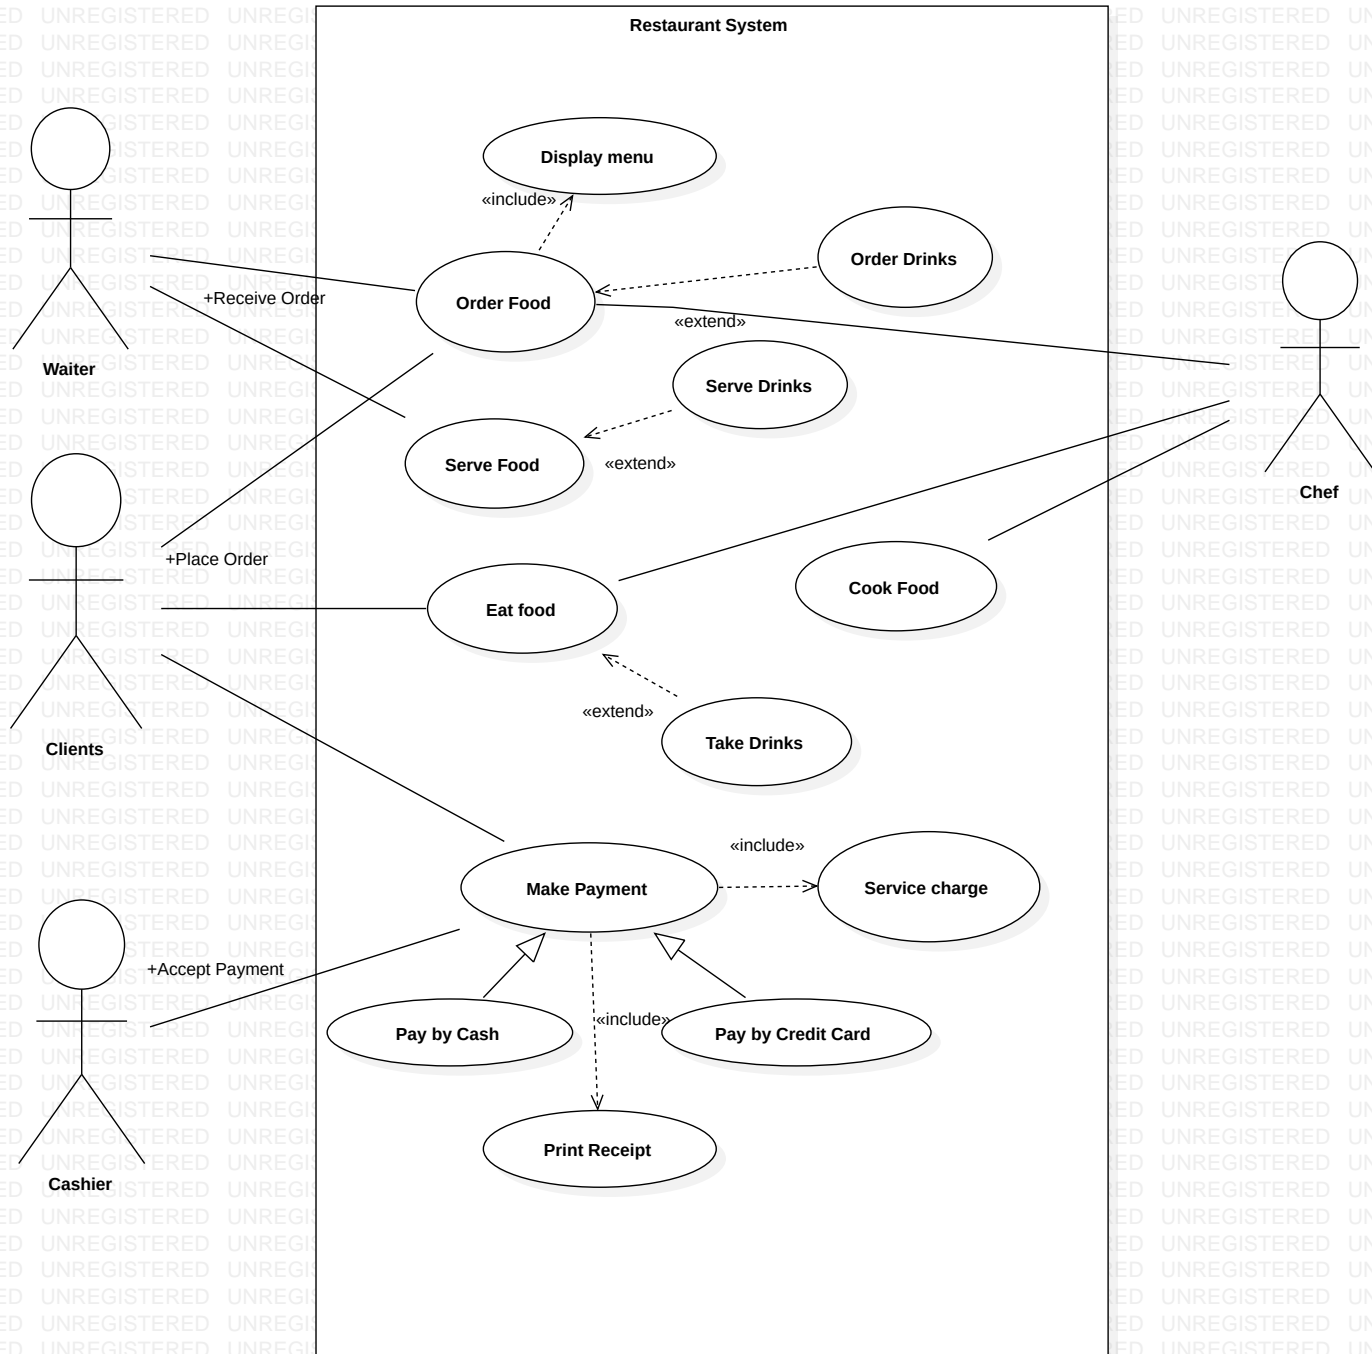 Restaurant System
Display menu
«include»
Order Drinks
Order Food
+Receive Order
«extend»
Waiter
Serve Drinks
Serve Food
«extend»
Chef
+Place Order
Cook Food
Eat food
«extend»
Take Drinks
Clients
«include»
Make Payment
Service charge
+Accept Payment
Pay by Cash
«include»
Pay by Credit Card
Print Receipt
Cashier
UNREGISTERED